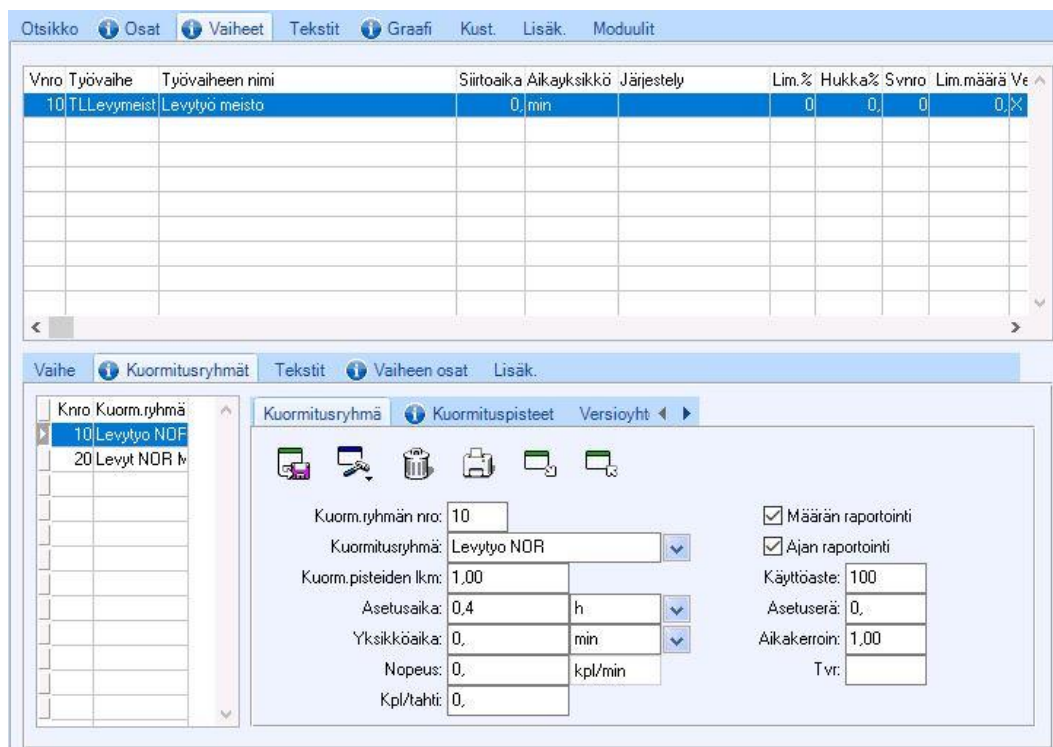 Otsikko Osat Vaiheet Tekstit Graafi Kust. Lisäk. Moduulit
Vnro Työvaihe Työvaiheen nimi Siirtoaika Aikayksikkö Järjestely Lim.% Hukka% Svnro Lim.määrä Ve
10 TLLevymeist Levytyö meisto 0, min 0 0, 0 0, X
Vaihe Kuormitusryhmät Tekstit Vaiheen osat Lisäk.
Knro Kuorm.ryhmä
10 Levytyo NOF
20 Levyt NOR M
Kuormitusryhmä Kuormituspisteet Versioyht
Kuorm.ryhmän nro: 10
Määrän raportointi
Kuormitusryhmä: Levytyo NOR
Ajan raportointi
Kuorm.pisteiden lkm: 1,00
Käyttöaste: 100
Asetusaika: 0,4 h
Asetuserä: 0,
Yksikköaika: 0, min
Aikakerroin: 1,00
Nopeus: 0, kpl/min
Tvr:
Kpl/tahti: 0,